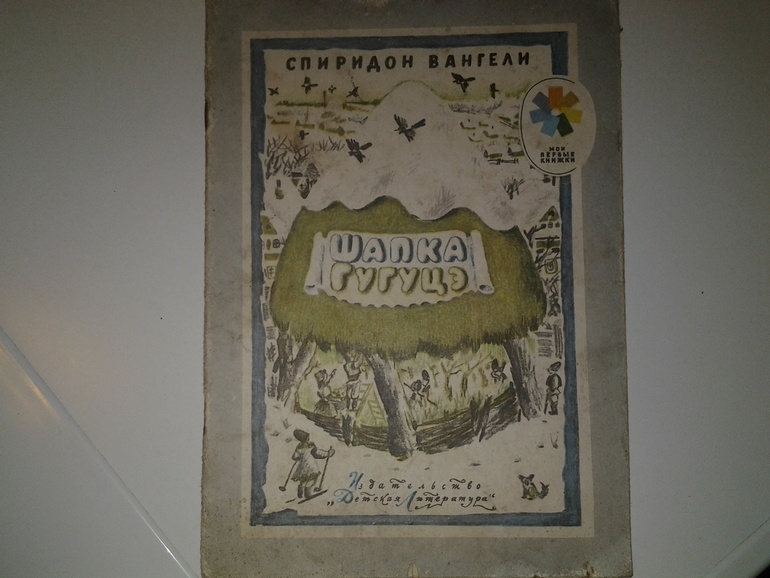 СПИРИДОН ВАНГЕЛИ
МОИ
ПЕРВЫЕ
КНИЖКИ
ШАПКА
ГУГУЦЭ
Издательство
„Детская Литература"